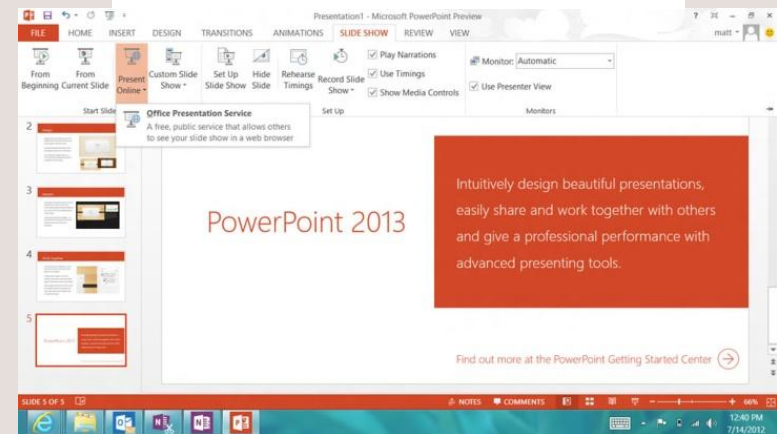 Presentation1 - Microsoft PowerPoint Preview
FILE HOME INSERT DESIGN TRANSITIONS ANIMATIONS SLIDE SHOW REVIEW VIEW matt
From Beginning
From Current Slide
Present Online
Custom Slide Show
Set Up Slide Show
Hide Slide
Rehearse Timings
Record Slide Show
Play Narrations
Use Timings
Show Media Controls
Monitor: Automatic
Use Presenter View
Start Slide
Set Up
Monitors
Office Presentation Service
A free, public service that allows others
to see your slide show in a web browser
2
3
4
5
PowerPoint 2013
Intuitively design beautiful presentations,
easily share and work together with others
and give a professional performance with
advanced presenting tools.
Find out more at the PowerPoint Getting Started Center
SLIDE 5 OF 5 NOTES COMMENTS 66%
12:40 PM
7/14/2012